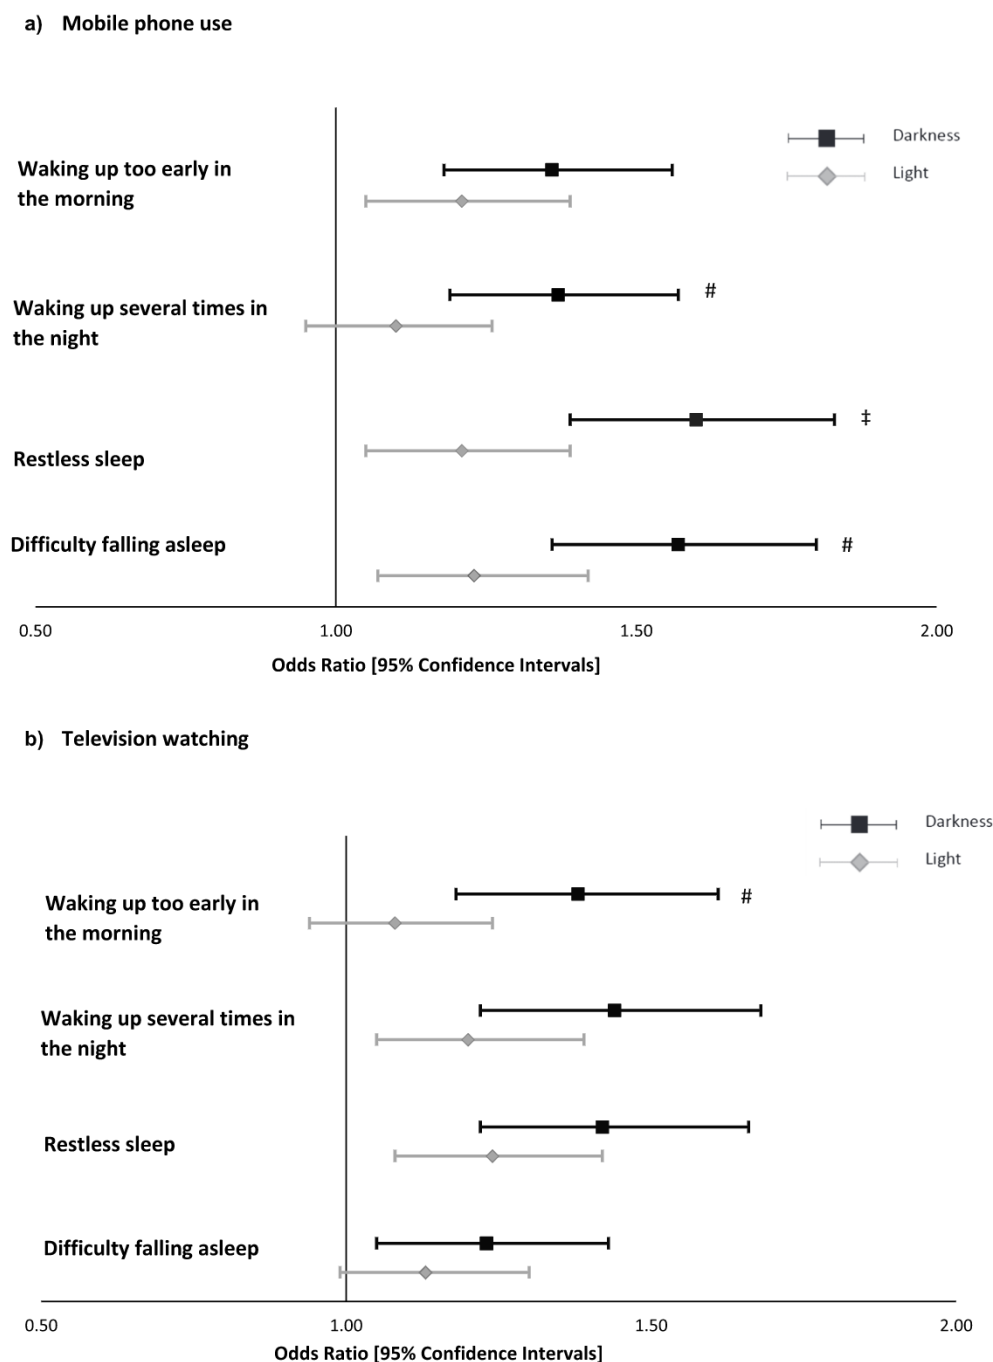 a) Mobile phone use
Darkness
Light
Waking up too early in
the morning
#
Waking up several times in
the night
‡
Restless sleep
Difficulty falling asleep
#
0.50 1.00 1.50 2.00
Odds Ratio [95% Confidence Intervals]
b) Television watching
Darkness
Light
Waking up too early in
the morning
#
Waking up several times in
the night
Restless sleep
Difficulty falling asleep
0.50 1.00 1.50 2.00
Odds Ratio [95% Confidence Intervals]